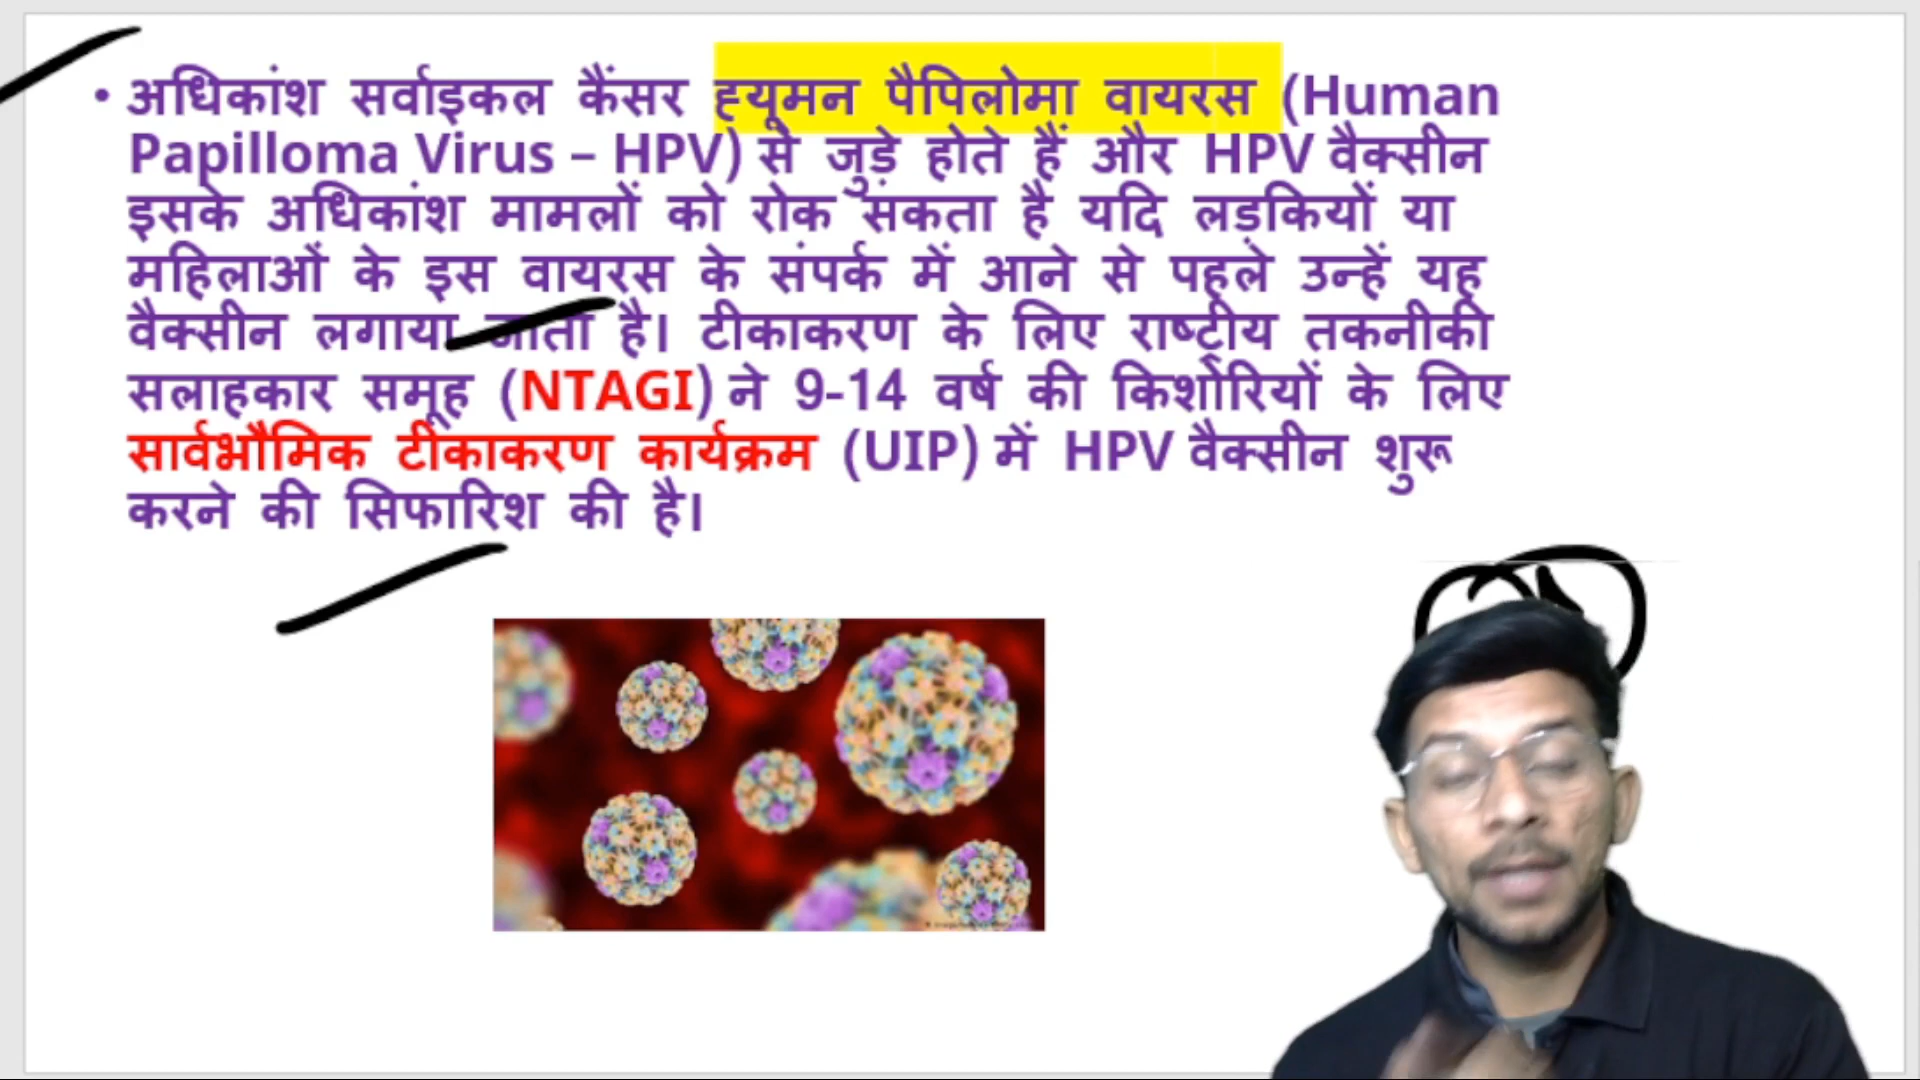 • अधिकांश सर्वाइकल कैंसर ह्यूमन पैपिलोमा वायरस (Human
Papilloma Virus – HPV) से जुड़े होते हैं और HPV वैक्सीन
इसके अधिकांश मामलों को रोक सकता है यदि लड़कियों या
महिलाओं के इस वायरस के संपर्क में आने से पहले उन्हें यह
वैक्सीन लगाया जाता है। टीकाकरण के लिए राष्ट्रीय तकनीकी
सलाहकार समूह (NTAGI) ने 9-14 वर्ष की किशोरियों के लिए
सार्वभौमिक टीकाकरण कार्यक्रम (UIP) में HPV वैक्सीन शुरू
करने की सिफारिश की है।